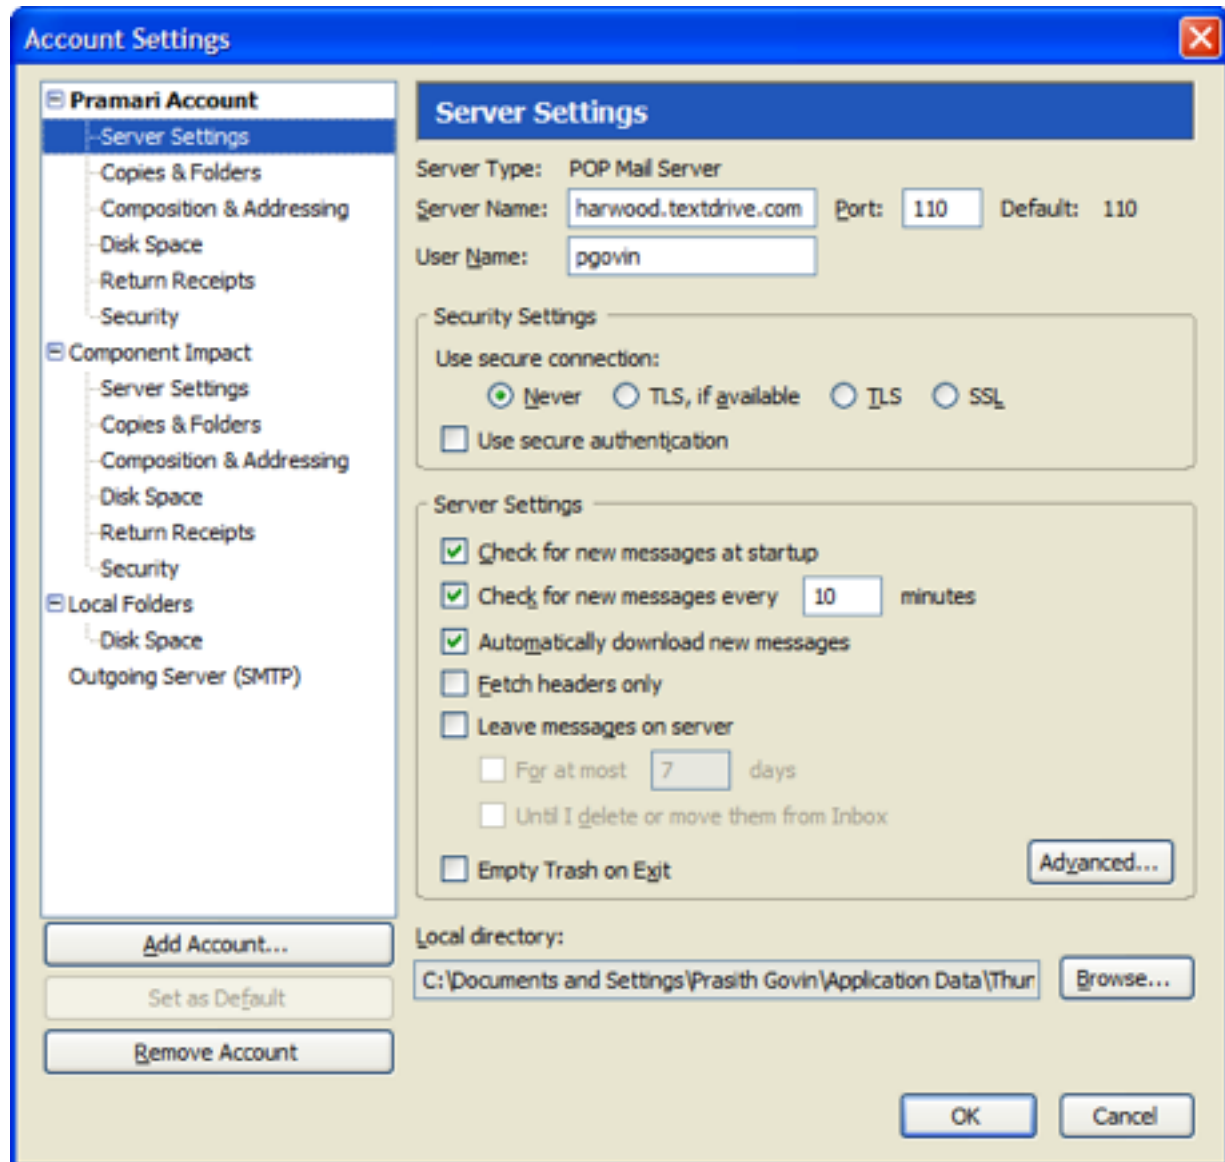 Account Settings
Pramari Account
Server Settings
Copies & Folders
Composition & Addressing
Disk Space
Return Receipts
Security
Component Impact
Server Settings
Copies & Folders
Composition & Addressing
Disk Space
Return Receipts
Security
Local Folders
Disk Space
Outgoing Server (SMTP)
Add Account...
Set as Default
Remove Account
Server Settings
Server Type: POP Mail Server
Server Name: harwood.textdrive.com Port: 110 Default: 110
User Name: pgovin
Security Settings
Use secure connection:
Never TLS, if available TLS SSL
Use secure authentication
Server Settings
Check for new messages at startup
Check for new messages every 10 minutes
Automatically download new messages
Fetch headers only
Leave messages on server
For at most 7 days
Until I delete or move them from Inbox
Empty Trash on Exit
Advanced...
Local directory:
C:\Documents and Settings\Prasith Govin\Application Data\Thun Browse...
OK Cancel